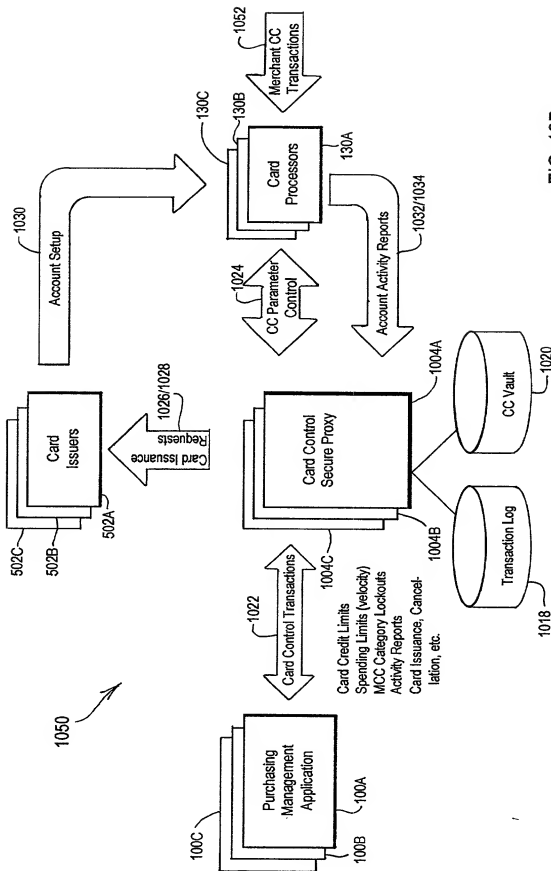 1050
1030
Account Setup
502C
502B
502A
Card
Issuers
1026/1028
Card Issuance
Requests
130C
130B
130A
Card
Processors
1052
Merchant CC
Transactions
1024
CC Parameter
Control
1032/1034
Account Activity Reports
100C
100B
100A
Purchasing
Management
Application
1022
Card Control Transactions
Card Credit Limits
Spending Limits (velocity)
MCC Category Lockouts
Activity Reports
Card Issuance, Cancel-
lation, etc.
1004C
1004B
1004A
Card Control
Secure Proxy
Transaction Log
1018
CC Vault
1020
FIG.